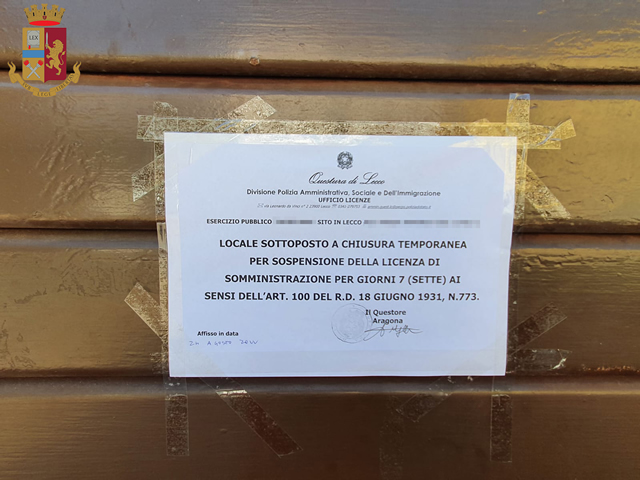 LEX
Questura di Lecco
Divisione Polizia Amministrativa, Sociale e Dell'Immigrazione
UFFICIO LICENZE
ESERCIZIO PUBBLICO SITO IN LECCO
LOCALE SOTTOPOSTO A CHIUSURA TEMPORANEA
PER SOSPENSIONE DELLA LICENZA DI
SOMMINISTRAZIONE PER GIORNI 7 (SETTE) AI
SENSI DELL'ART. 100 DEL R.D. 18 GIUGNO 1931, N.773.
Il Questore
Aragona
Affisso in data